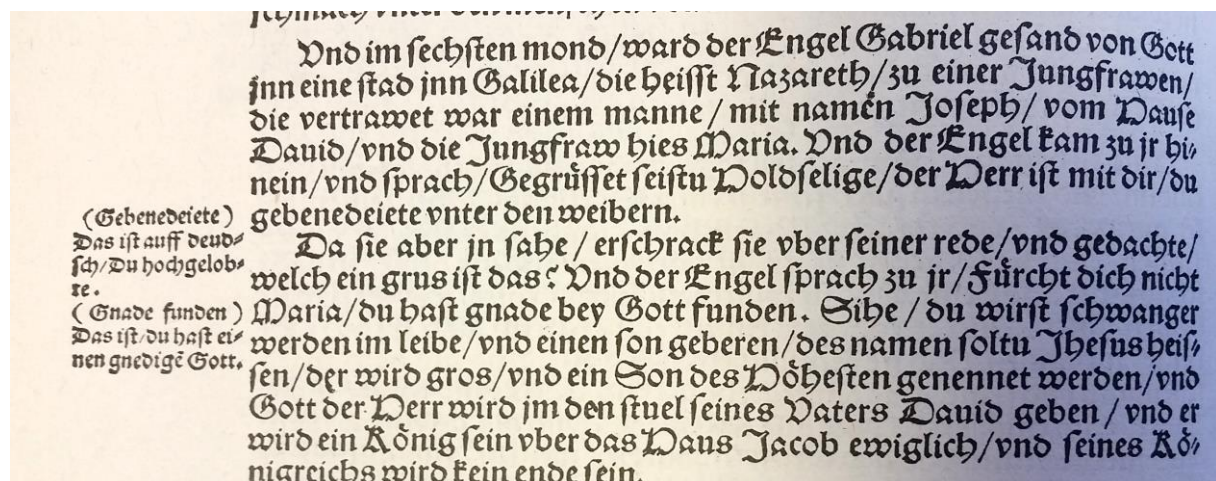 Vnd im ſechſten mond/ward der Engel Gabriel geſand von Gott
jnn eine ſtad jnn Galilea/die heiſſt Nazareth/zu einer Jungfrawen/
die vertrawet war einem manne/mit namen Joſeph/vom Hauſe
Dauid/vnd die Jungfraw hies Maria. Vnd der Engel kam zu jr hi⸗
nein/vnd ſprach/Gegrüſſet ſeiſtu Holdſelige/der Herr iſt mit dir/du
gebenedeiete vnter den weibern.
Da ſie aber jn ſahe/erſchrack ſie vber ſeiner rede/vnd gedachte/
welch ein grus iſt das? Vnd der Engel ſprach zu jr/Fürcht dich nicht
Maria/du haſt gnade bey Gott funden. Sihe/du wirſt ſchwanger
werden im leibe/vnd einen ſon geberen/des namen ſoltu Jheſus heiſ⸗
ſen/der wird gros/vnd ein Son des Höheſten genennet werden/vnd
Gott der Herr wird jm den ſtuel ſeines Vaters Dauid geben/vnd er
wird ein König ſein vber das Haus Jacob ewiglich/vnd ſeines Kö⸗
nigreichs wird kein ende ſein.
(Gebenedeiete)
Das iſt auff deud⸗
ſch/Du hochgelob⸗
te.
(Gnade funden)
Das iſt/du haſt ei⸗
nen gnedigē Gott.